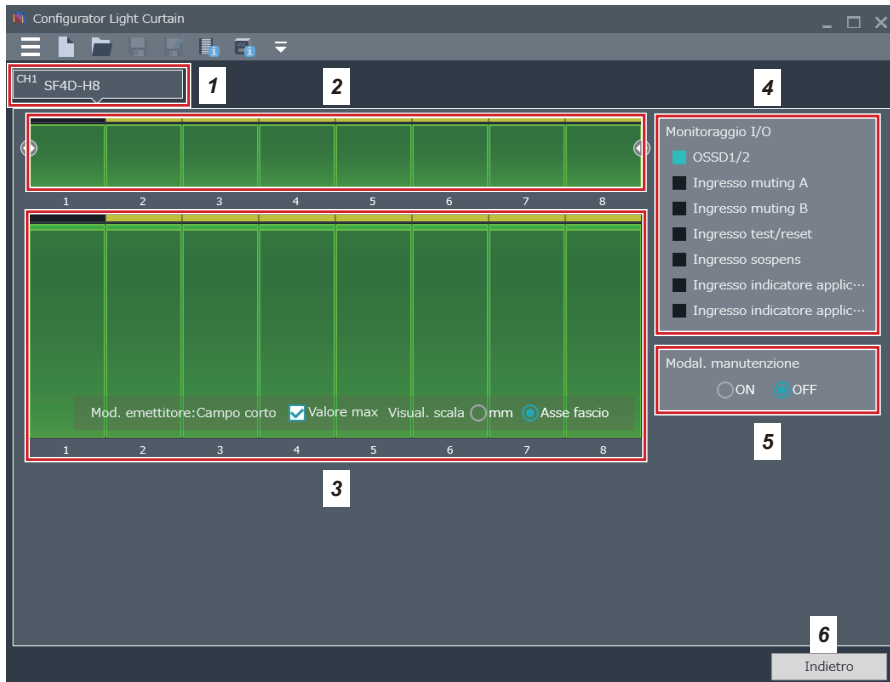 Configurator Light Curtain
CH1 SF4D-H8
1
2
4
1 2 3 4 5 6 7 8
Mod. emettitore:Campo corto Valore max Visual. scala mm Asse fascio
1 2 3 4 5 6 7 8
3
Monitoraggio I/O
OSSD1/2
Ingresso muting A
Ingresso muting B
Ingresso test/reset
Ingresso sospens
Ingresso indicatore applic…
Ingresso indicatore applic…
Modal. manutenzione
ON OFF
5
6
Indietro